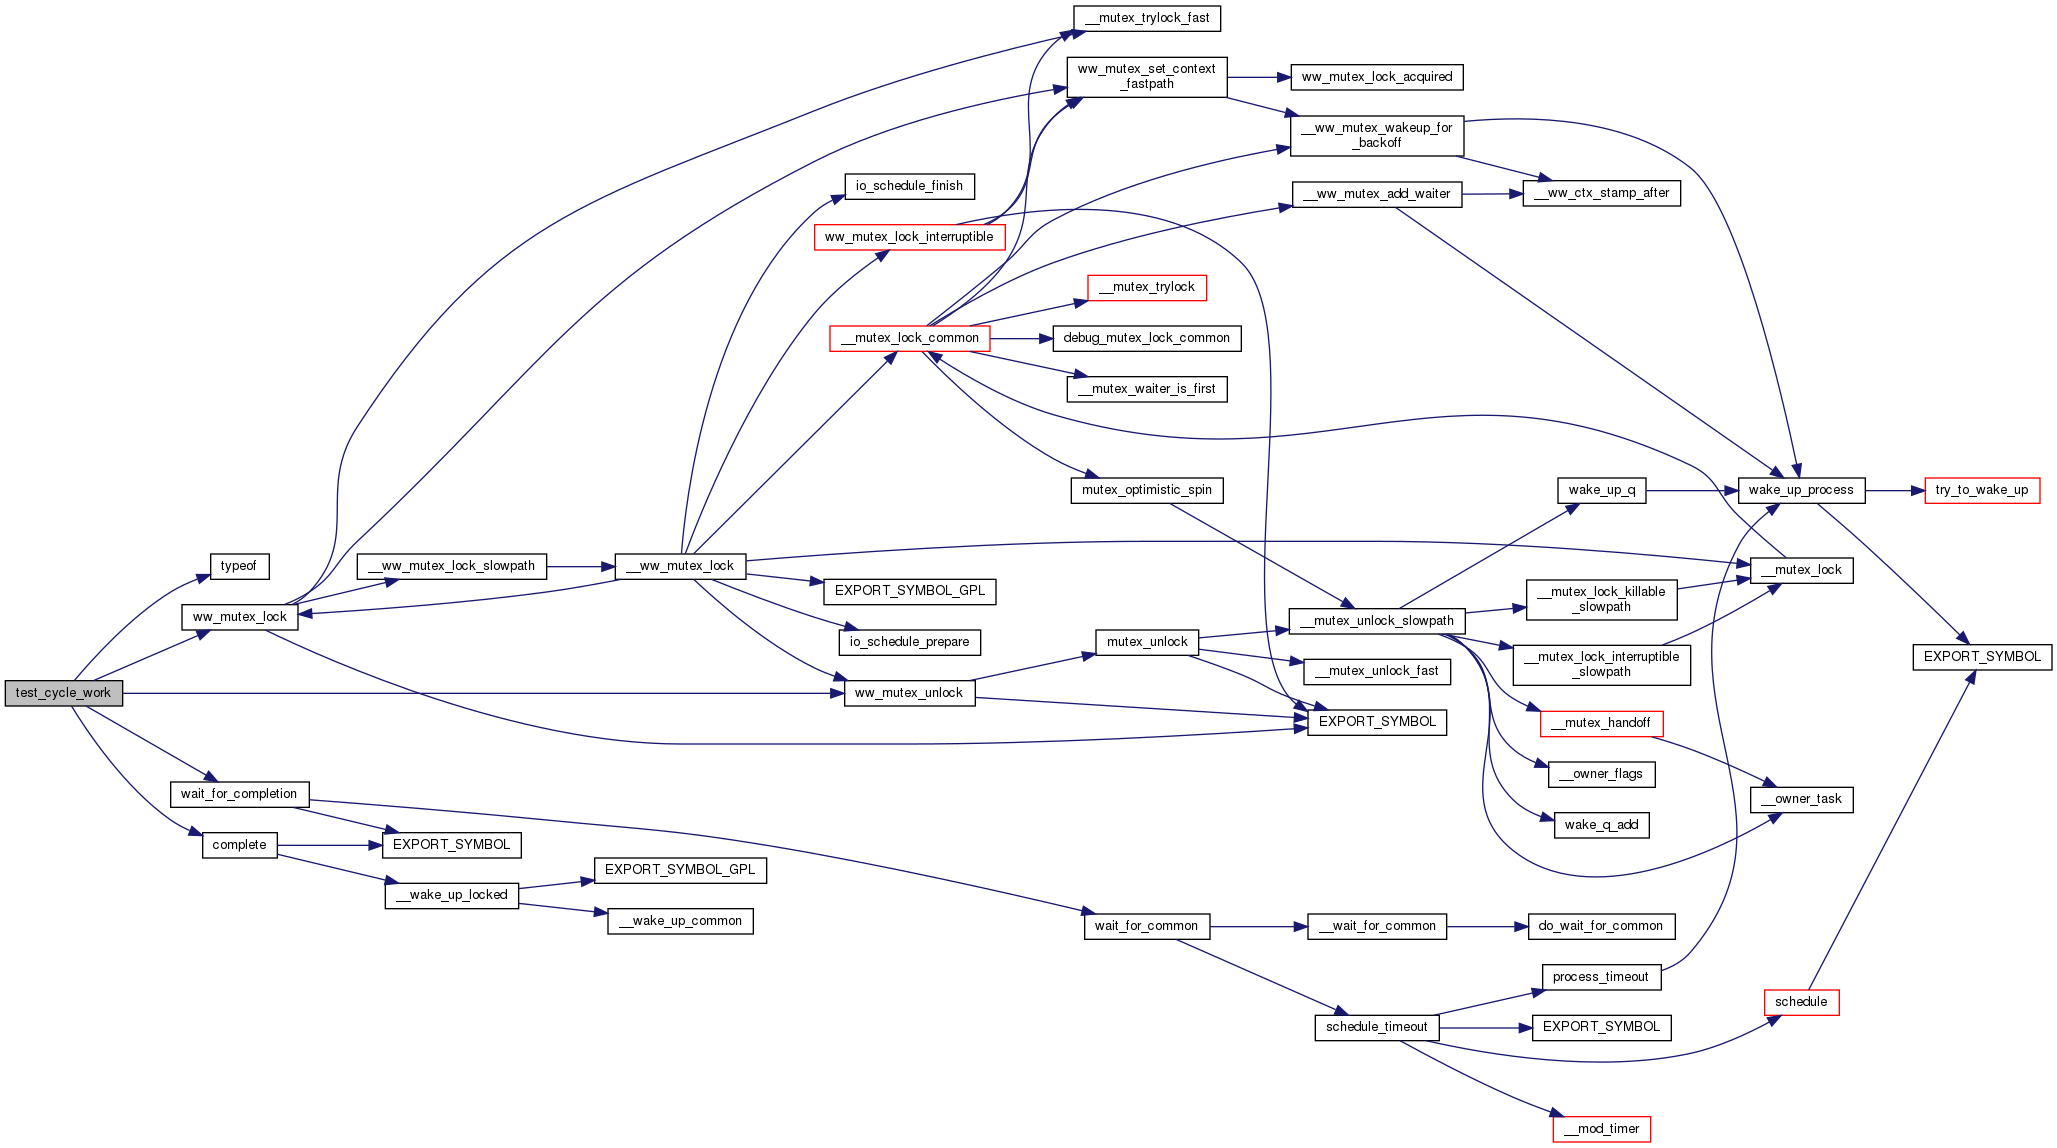 __mutex_trylock_fast
ww_mutex_set_context
_fastpath
ww_mutex_lock_acquired
__ww_mutex_wakeup_for
_backoff
io_schedule_finish
__ww_mutex_add_waiter
__ww_ctx_stamp_after
ww_mutex_lock_interruptible
__mutex_trylock
__mutex_lock_common
debug_mutex_lock_common
__mutex_waiter_is_first
mutex_optimistic_spin
wake_up_q
wake_up_process
try_to_wake_up
typeof
__ww_mutex_lock_slowpath
__ww_mutex_lock
__mutex_lock
EXPORT_SYMBOL_GPL
__mutex_lock_killable
_slowpath
ww_mutex_lock
__mutex_unlock_slowpath
io_schedule_prepare
mutex_unlock
__mutex_lock_interruptible
_slowpath
EXPORT_SYMBOL
__mutex_unlock_fast
test_cycle_work
ww_mutex_unlock
EXPORT_SYMBOL
__mutex_handoff
__owner_flags
wait_for_completion
__owner_task
wake_q_add
complete
EXPORT_SYMBOL
EXPORT_SYMBOL_GPL
__wake_up_locked
__wake_up_common
wait_for_common
__wait_for_common
do_wait_for_common
process_timeout
schedule
schedule_timeout
EXPORT_SYMBOL
__mod_timer